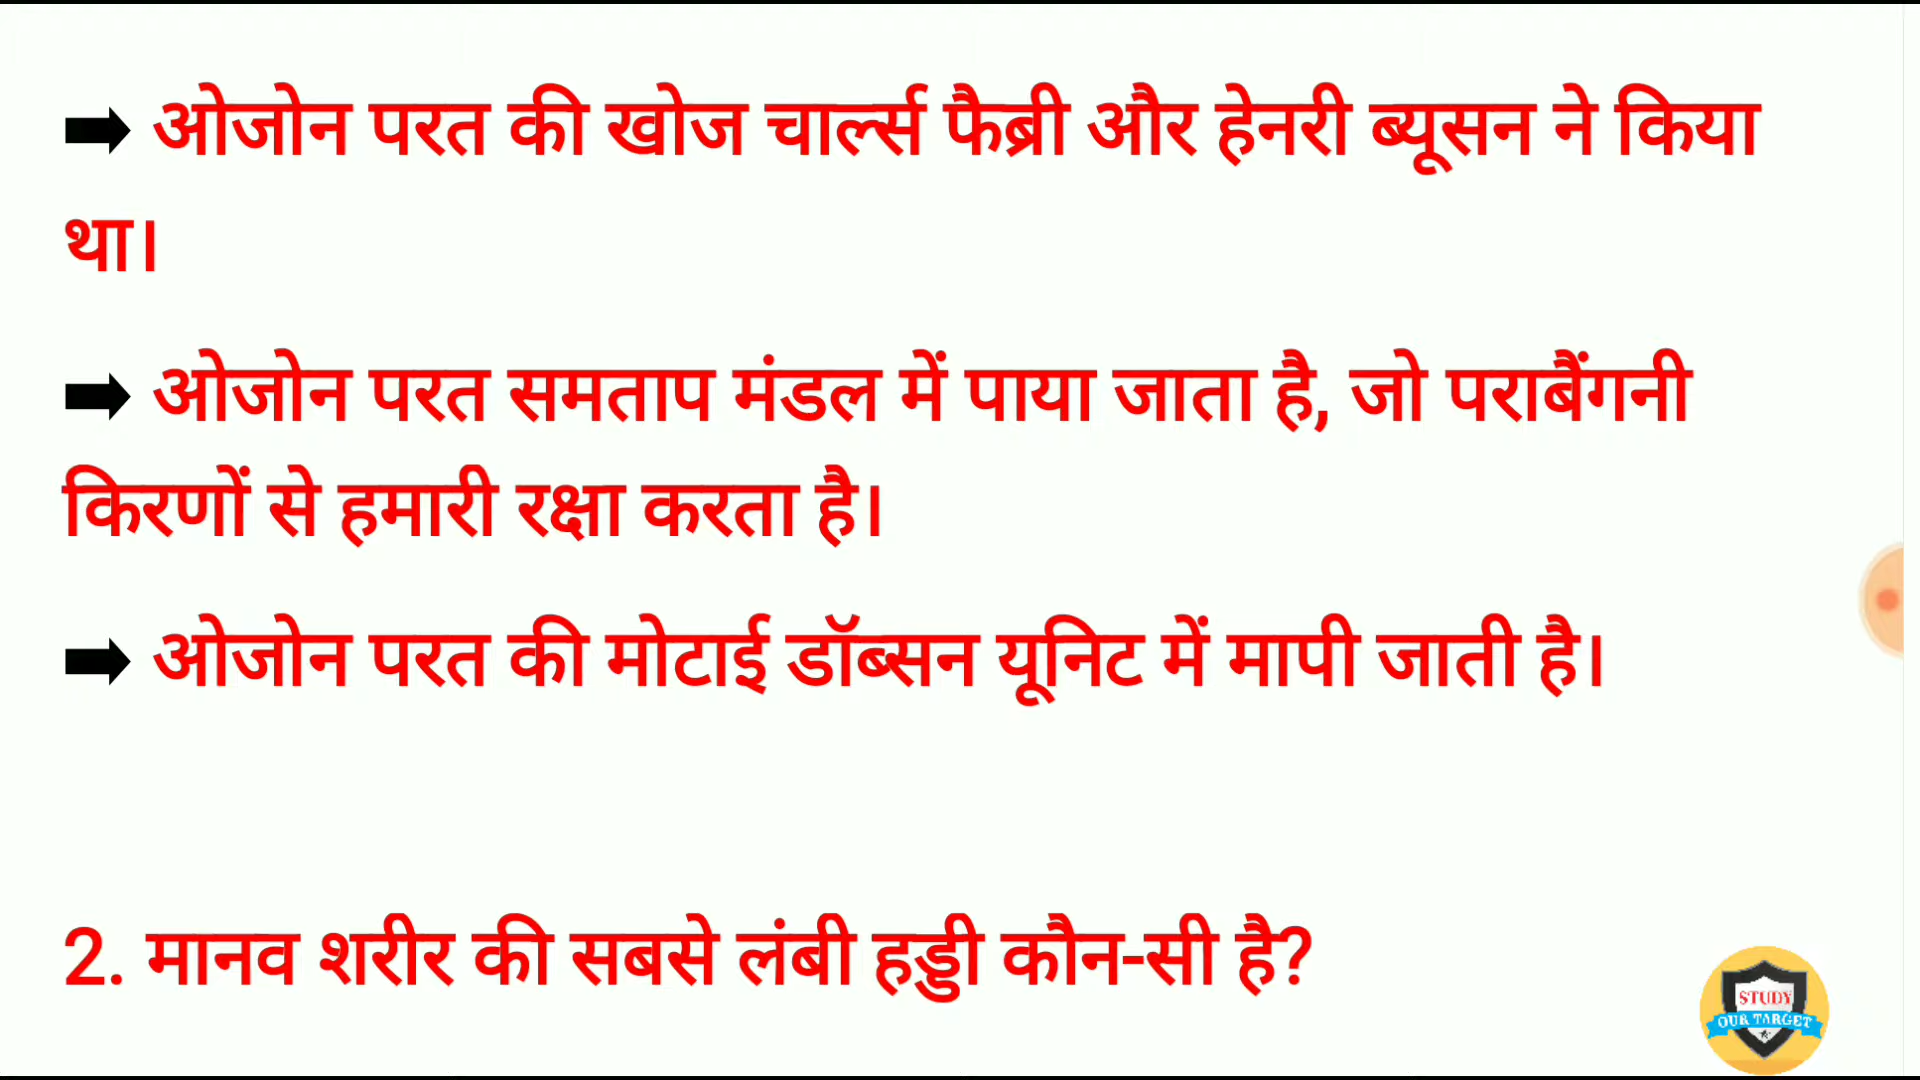 ➡ ओजोन परत की खोज चार्ल्स फैब्री और हेनरी ब्यूसन ने किया
था।
➡ ओजोन परत समताप मंडल में पाया जाता है, जो पराबैंगनी
किरणों से हमारी रक्षा करता है।
➡ ओजोन परत की मोटाई डॉब्सन यूनिट में मापी जाती है।
2. मानव शरीर की सबसे लंबी हड्डी कौन-सी है?
STUDY
OUR TARGET